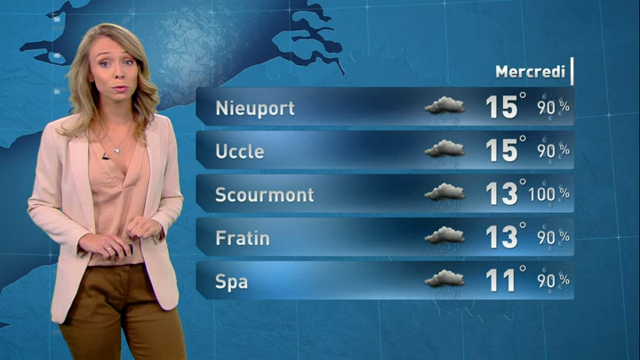 Mercredi
Nieuport 15° 90 %
Uccle 15° 90 %
Scourmont 13° 100 %
Fratin 13° 90 %
Spa 11° 90 %